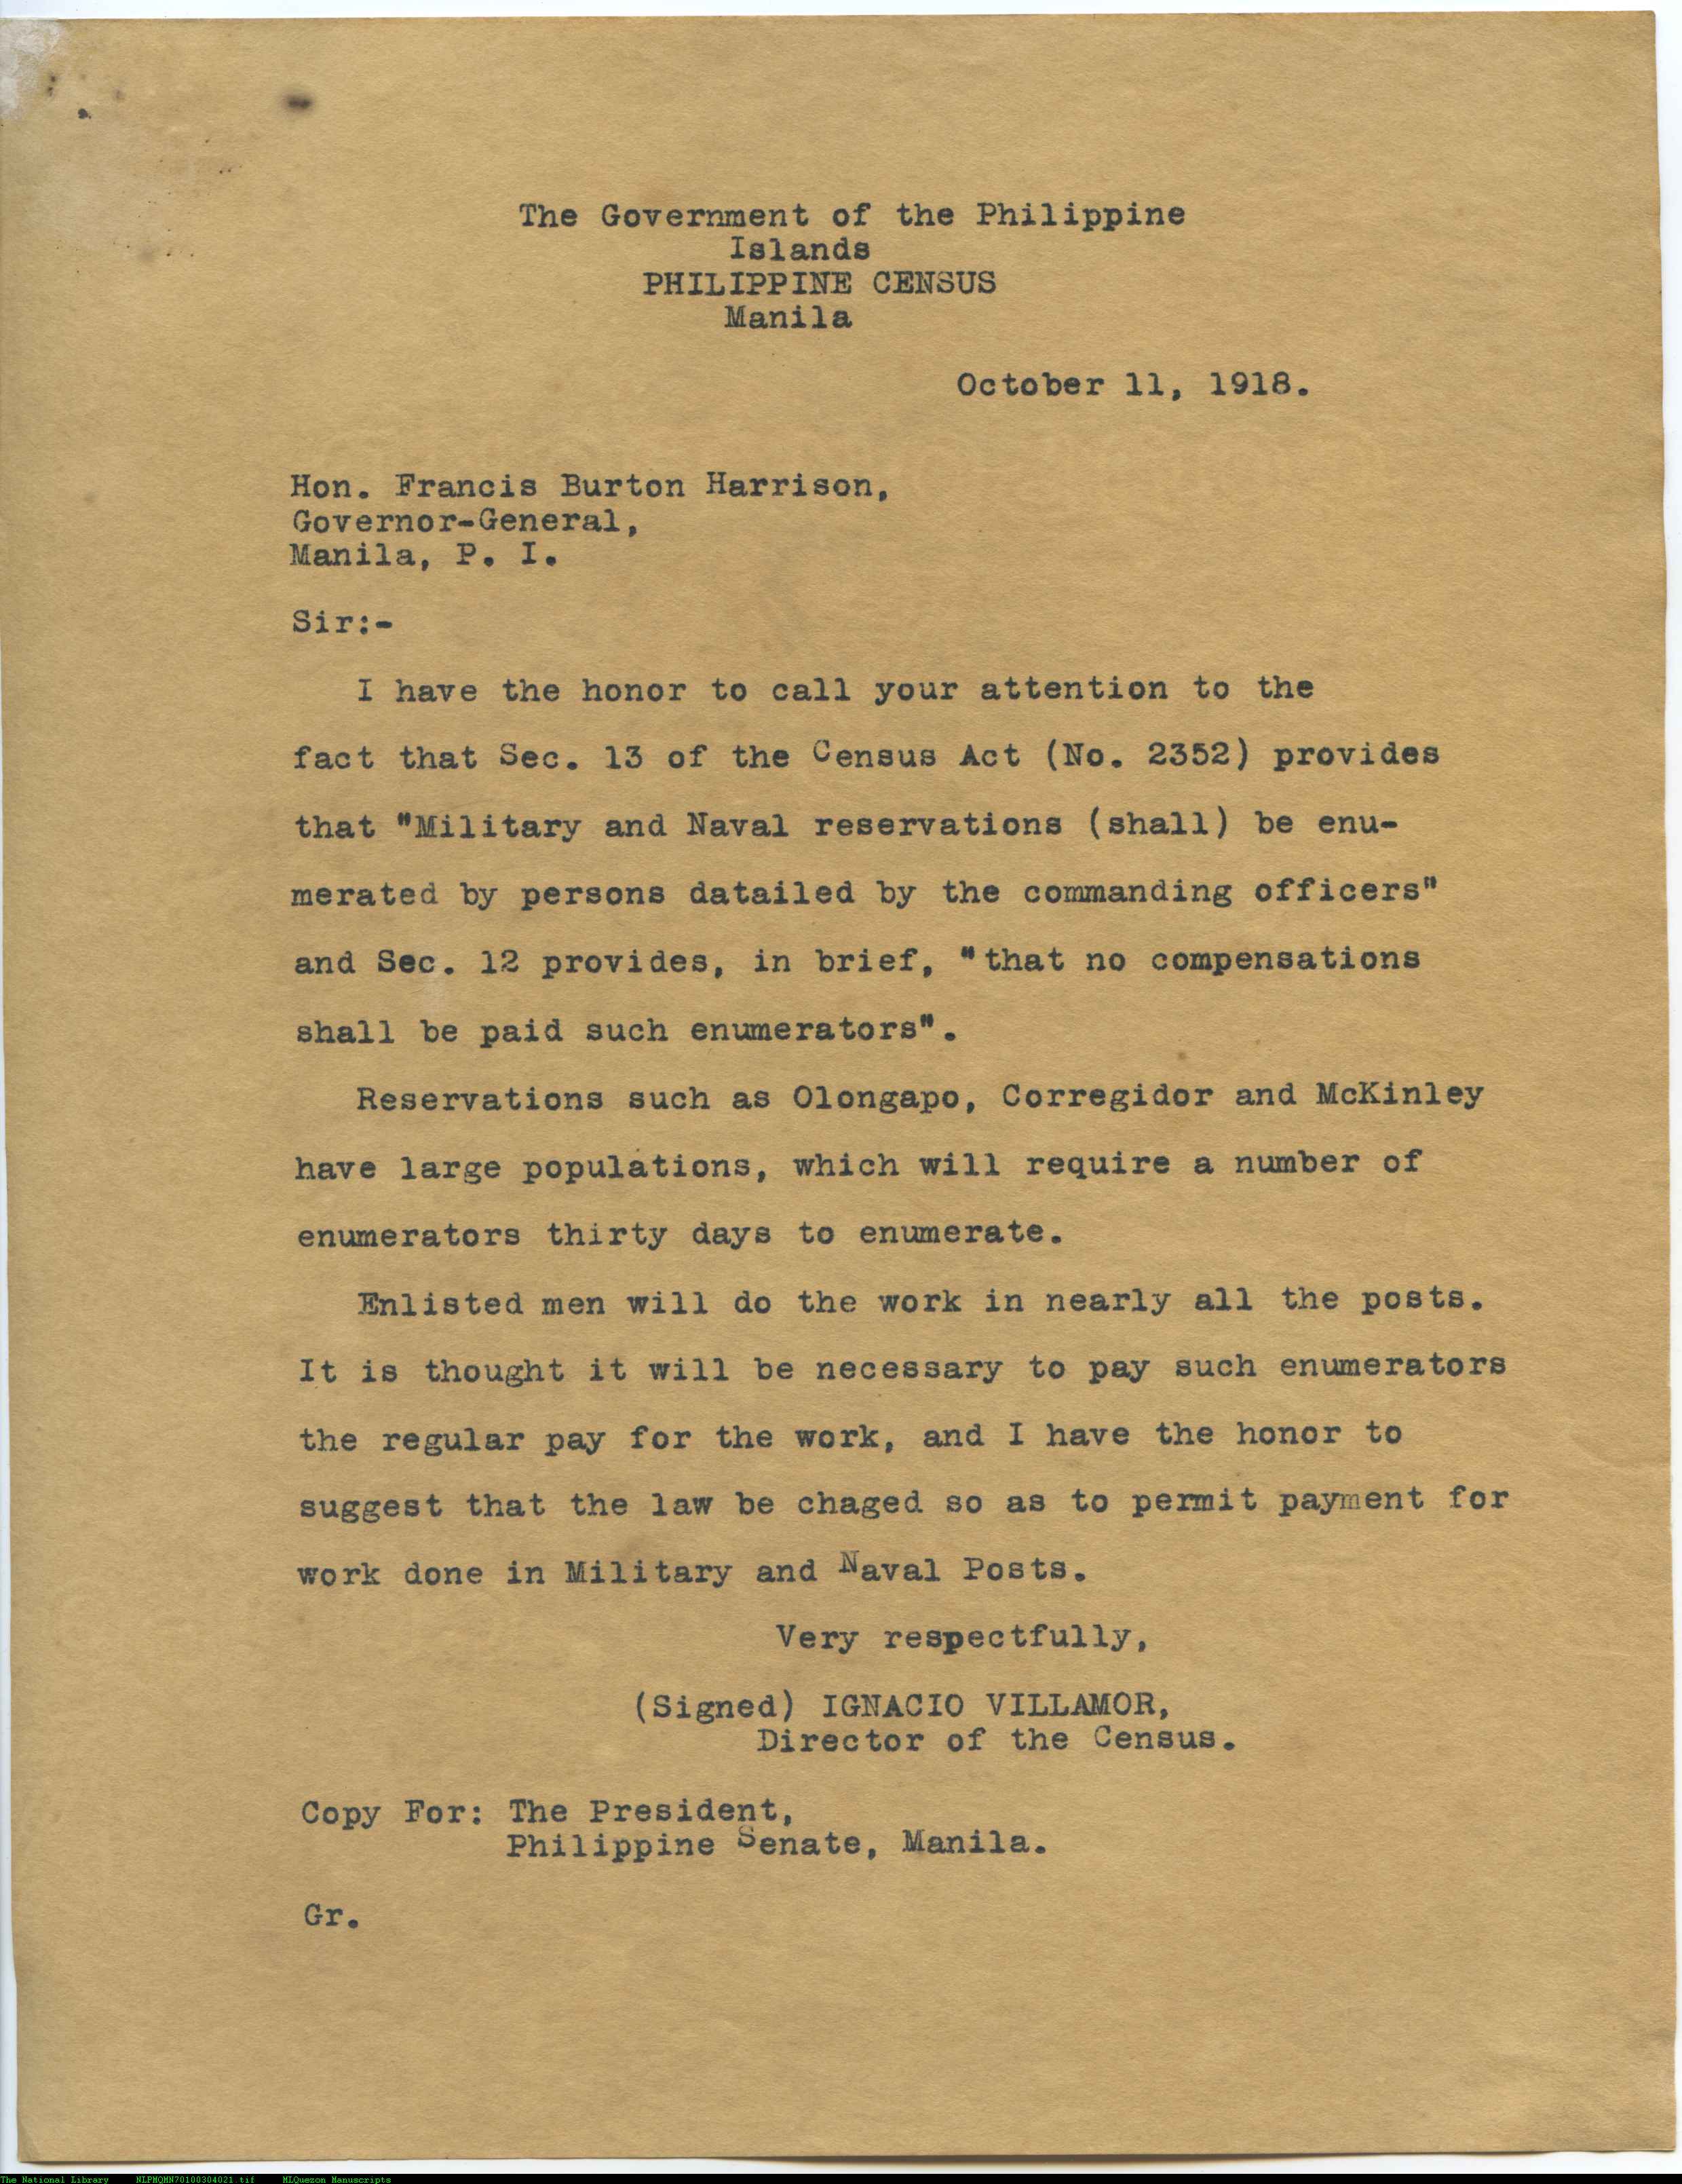 The Government of the Philippine
Islands
PHILIPPINE CENSUS
Manila
October 11, 1918.
Hon. Francis Burton Harrison,
Governor-General,
Manila, P. I.
Sir:-
I have the honor to call your attention to the
fact that Sec. 13 of the Census Act (No. 2352) provides
that "Military and Naval reservations (shall) be enu-
merated by persons datailed by the commanding officers"
and Sec. 12 provides, in brief, "that no compensations
shall be paid such enumerators".
Reservations such as Olongapo, Corregidor and McKinley
have large populations, which will require a number of
enumerators thirty days to enumerate.
Enlisted men will do the work in nearly all the posts.
It is thought it will be necessary to pay such enumerators
the regular pay for the work, and I have the honor to
suggest that the law be chaged so as to permit payment for
work done in Military and Naval Posts.
Very respectfully,
(Signed) IGNACIO VILLAMOR,
Director of the Census.
Copy For: The President,
Philippine Senate, Manila.
Gr.
The National Library NLPMQMN70100304021.tif MLQuezon Manuscripts